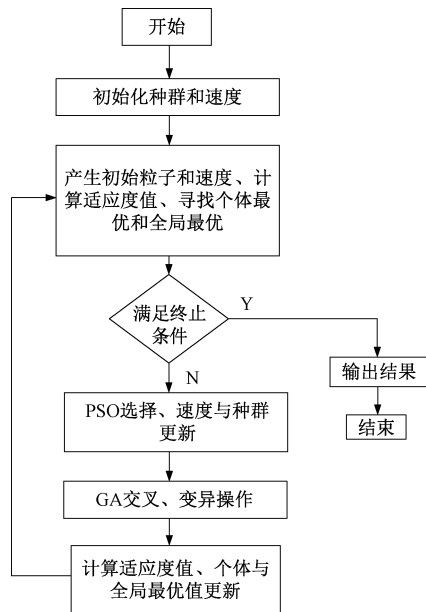 开始
初始化种群和速度
产生初始粒子和速度、计
算适应度值、寻找个体最
优和全局最优
满足终止
条件
Y
N
输出结果
结束
PSO选择、速度与种群
更新
GA交叉、变异操作
计算适应度值、个体与
全局最优值更新